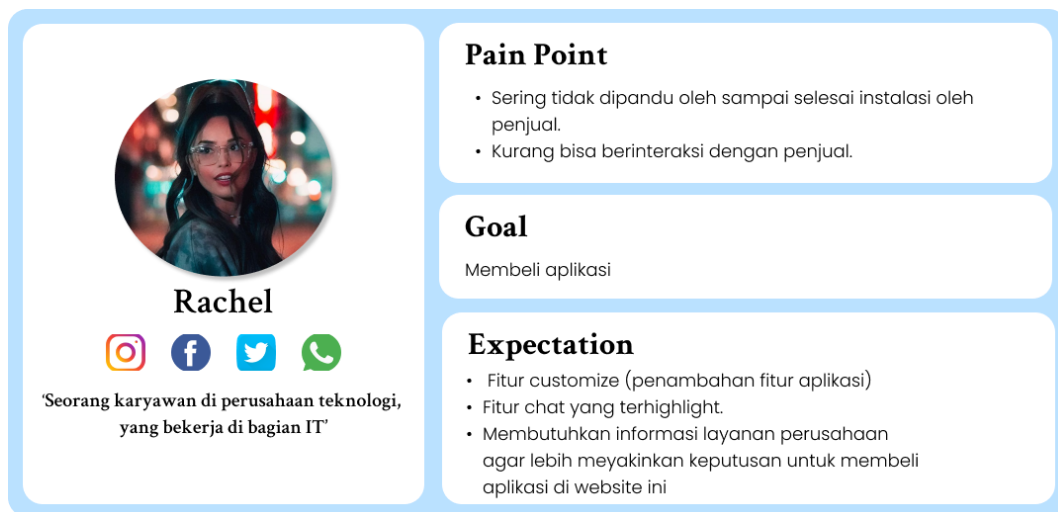 Rachel
'Seorang karyawan di perusahaan teknologi,
yang bekerja di bagian IT'
Pain Point
• Sering tidak dipandu oleh sampai selesai instalasi oleh
penjual.
• Kurang bisa berinteraksi dengan penjual.
Goal
Membeli aplikasi
Expectation
• Fitur customize (penambahan fitur aplikasi)
• Fitur chat yang terhighlight.
• Membutuhkan informasi layanan perusahaan
agar lebih meyakinkan keputusan untuk membeli
aplikasi di website ini